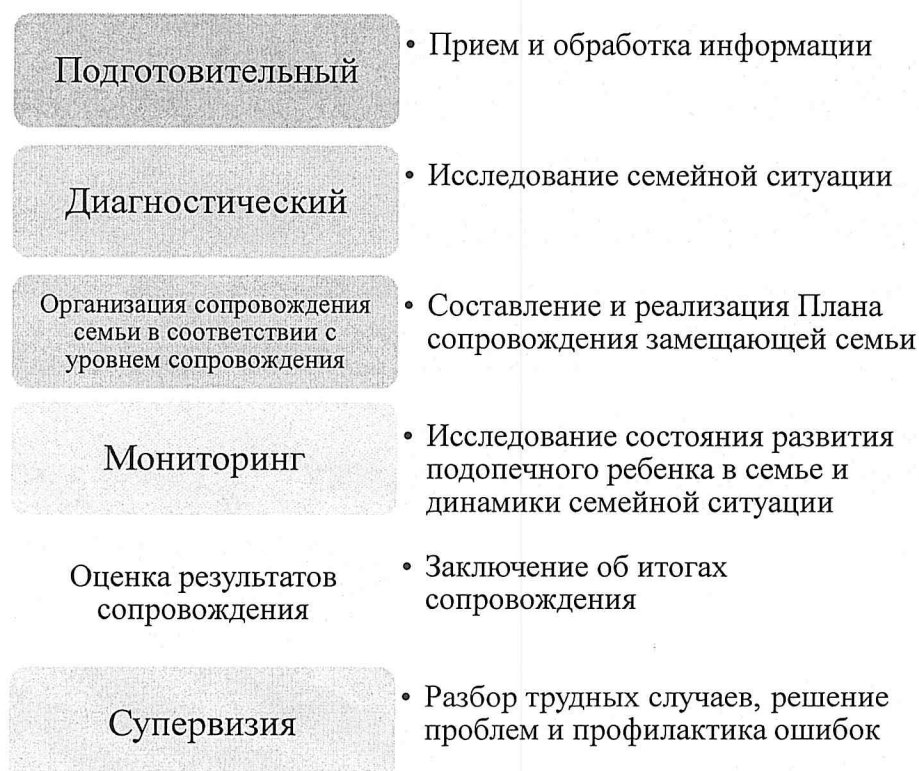 Подготовительный
• Прием и обработка информации
Диагностический
• Исследование семейной ситуации
Организация сопровождения
семьи в соответствии с
уровнем сопровождения
• Составление и реализация Плана
сопровождения замещающей семьи
Мониторинг
• Исследование состояния развития
подопечного ребенка в семье и
динамики семейной ситуации
Оценка результатов
сопровождения
• Заключение об итогах
сопровождения
Супервизия
• Разбор трудных случаев, решение
проблем и профилактика ошибок